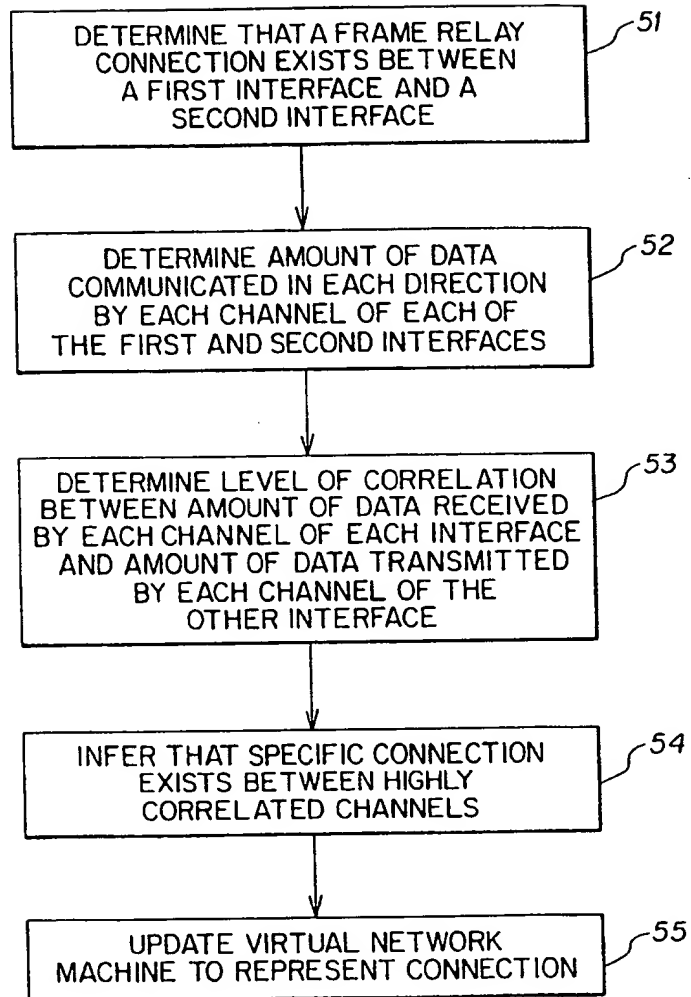 DETERMINE THAT A FRAME RELAY
CONNECTION EXISTS BETWEEN
A FIRST INTERFACE AND A
SECOND INTERFACE
51
DETERMINE AMOUNT OF DATA
COMMUNICATED IN EACH DIRECTION
BY EACH CHANNEL OF EACH OF
THE FIRST AND SECOND INTERFACES
52
DETERMINE LEVEL OF CORRELATION
BETWEEN AMOUNT OF DATA RECEIVED
BY EACH CHANNEL OF EACH INTERFACE
AND AMOUNT OF DATA TRANSMITTED
BY EACH CHANNEL OF THE
OTHER INTERFACE
53
INFER THAT SPECIFIC CONNECTION
EXISTS BETWEEN HIGHLY
CORRELATED CHANNELS
54
UPDATE VIRTUAL NETWORK
MACHINE TO REPRESENT CONNECTION
55